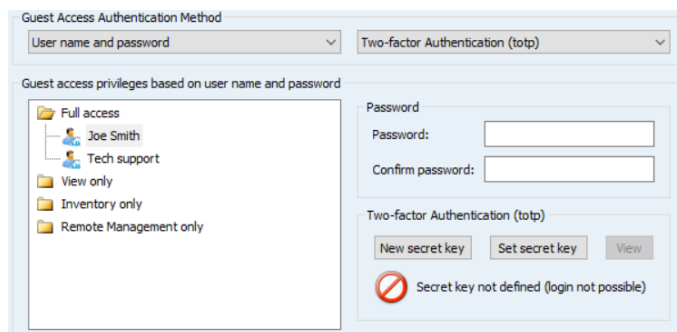 Guest Access Authentication Method
User name and password
Two-factor Authentication (totp)
Guest access privileges based on user name and password
Full access
Joe Smith
Tech support
View only
Inventory only
Remote Management only
Password
Password:
Confirm password:
Two-factor Authentication (totp)
New secret key
Set secret key
View
Secret key not defined (login not possible)